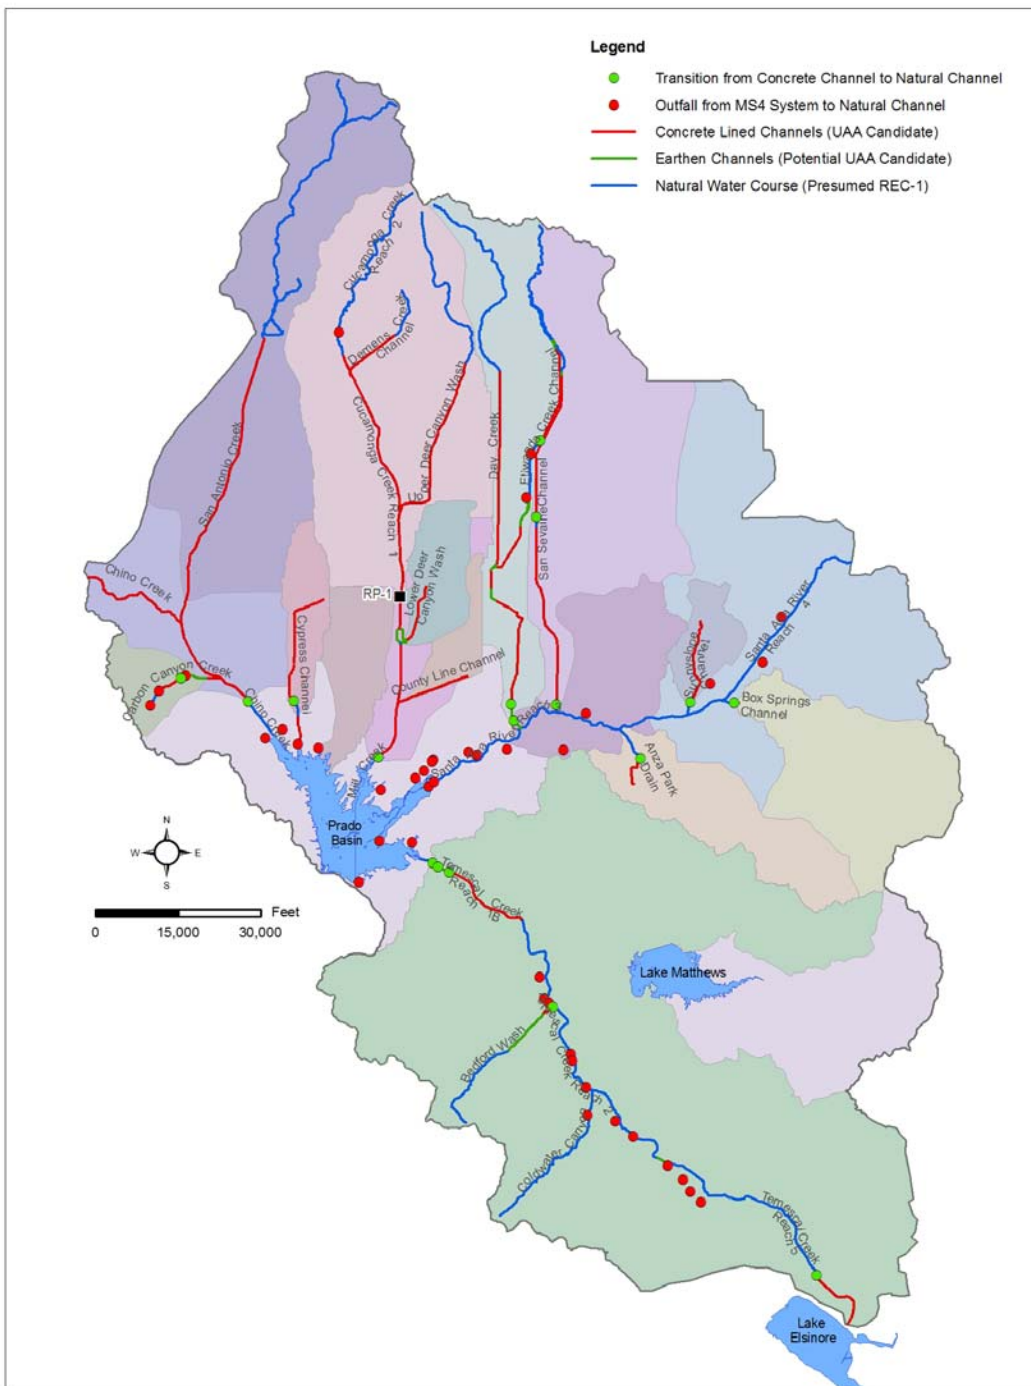 Legend
Transition from Concrete Channel to Natural Channel
Outfall from MS4 System to Natural Channel
Concrete Lined Channels (UAA Candidate)
Earthen Channels (Potential UAA Candidate)
Natural Water Course (Presumed REC-1)
Cucamonga Creek
Reach 2
Demens Creek
Channel
San Antonio Creek
Cucamonga Creek Reach 1
Upper Deer Canyon Wash
Day Creek
Etiwanda Creek Channel
San Sevaine Channel
Chino Creek
RP-1
Lower Deer
Canyon Wash
Cypress Channel
County Line Channel
Carbon Canyon Creek
Chino Creek
Mill Creek
Santa Ana River Reach 3
Sunnyslope
Channel
Santa Ana River
Reach 4
Box Springs
Channel
Anza Park
Drain
Prado
Basin
N
W
E
S
Feet
0
15,000
30,000
Temescal Creek
Reach 1B
Lake Matthews
Bedford Wash
Temescal Creek Reach 2
Coldwater Canyon
Temescal Creek
Reach 5
Lake
Elsinore